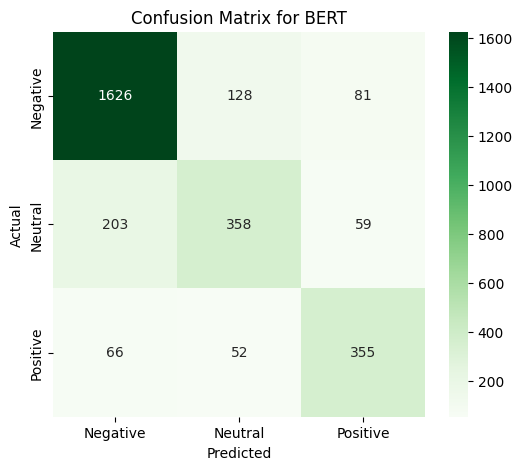 Confusion Matrix for BERT
Actual
Negative
Neutral
Positive
1626 128 81
203 358 59
66 52 355
Negative Neutral Positive
Predicted
1600
1400
1200
1000
800
600
400
200